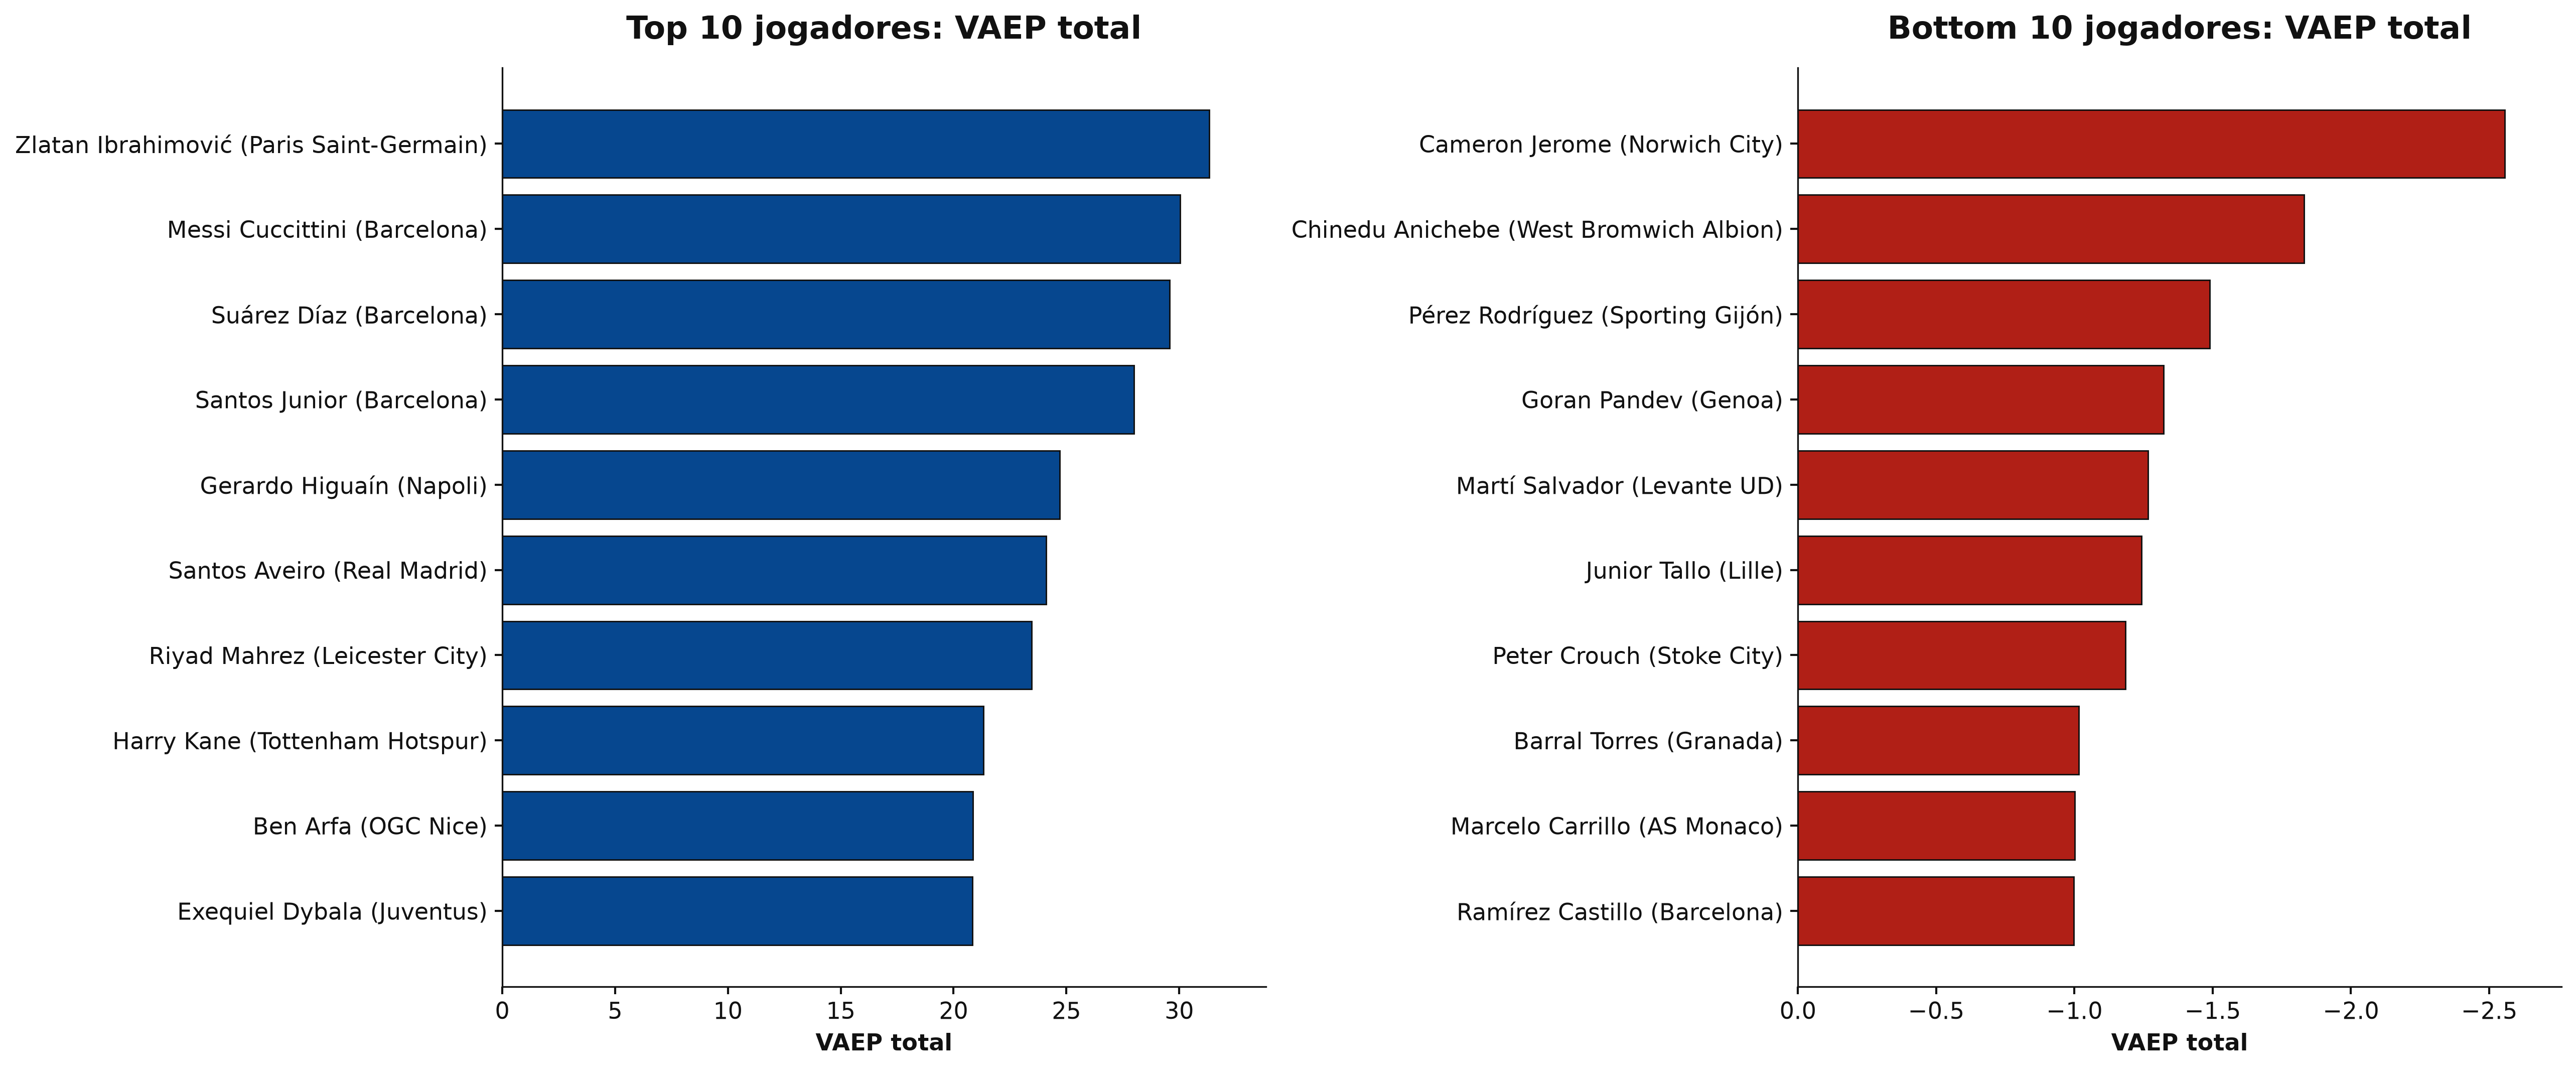 Top 10 jogadores: VAEP total
Zlatan Ibrahimović (Paris Saint-Germain)
Messi Cuccittini (Barcelona)
Suárez Díaz (Barcelona)
Santos Junior (Barcelona)
Gerardo Higuaín (Napoli)
Santos Aveiro (Real Madrid)
Riyad Mahrez (Leicester City)
Harry Kane (Tottenham Hotspur)
Ben Arfa (OGC Nice)
Exequiel Dybala (Juventus)
0 5 10 15 20 25 30
VAEP total
Bottom 10 jogadores: VAEP total
Cameron Jerome (Norwich City)
Chinedu Anichebe (West Bromwich Albion)
Pérez Rodríguez (Sporting Gijón)
Goran Pandev (Genoa)
Martí Salvador (Levante UD)
Junior Tallo (Lille)
Peter Crouch (Stoke City)
Barral Torres (Granada)
Marcelo Carrillo (AS Monaco)
Ramírez Castillo (Barcelona)
0.0 −0.5 −1.0 −1.5 −2.0 −2.5
VAEP total